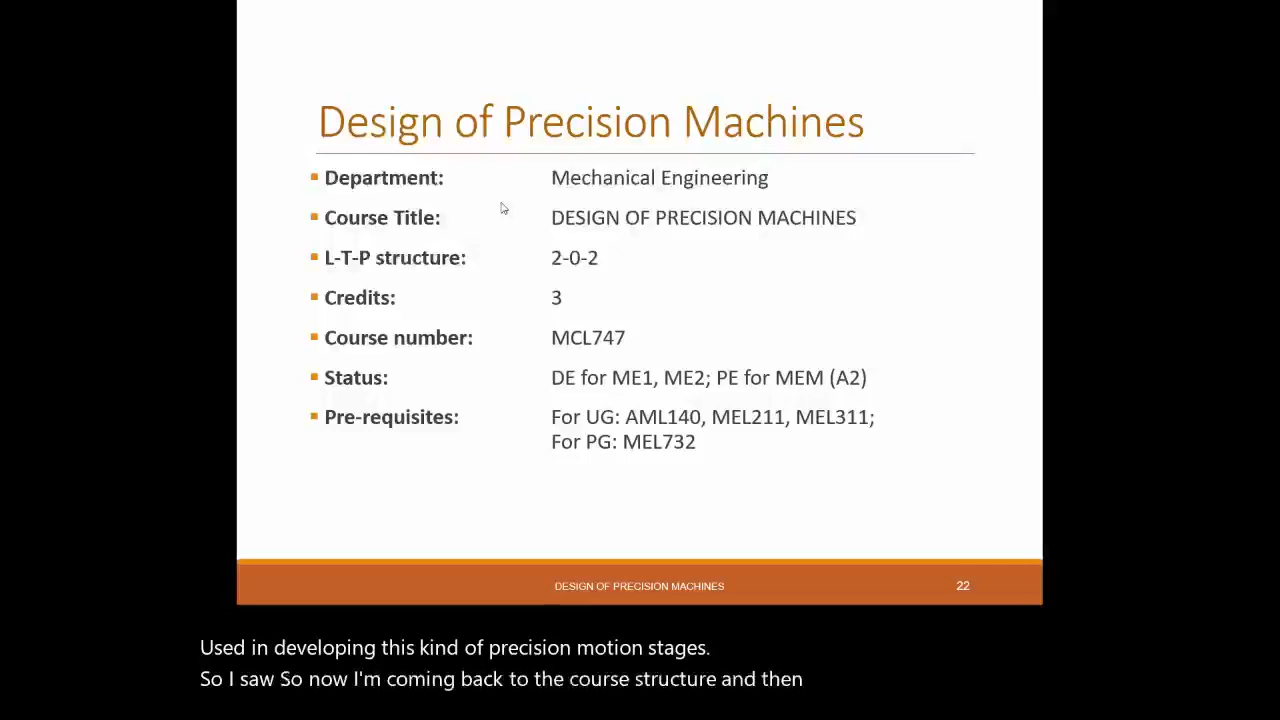 Design of Precision Machines
Department: Mechanical Engineering
Course Title: DESIGN OF PRECISION MACHINES
L-T-P structure: 2-0-2
Credits: 3
Course number: MCL747
Status: DE for ME1, ME2; PE for MEM (A2)
Pre-requisites: For UG: AML140, MEL211, MEL311;
For PG: MEL732
DESIGN OF PRECISION MACHINES 22
Used in developing this kind of precision motion stages.
So I saw So now I'm coming back to the course structure and then